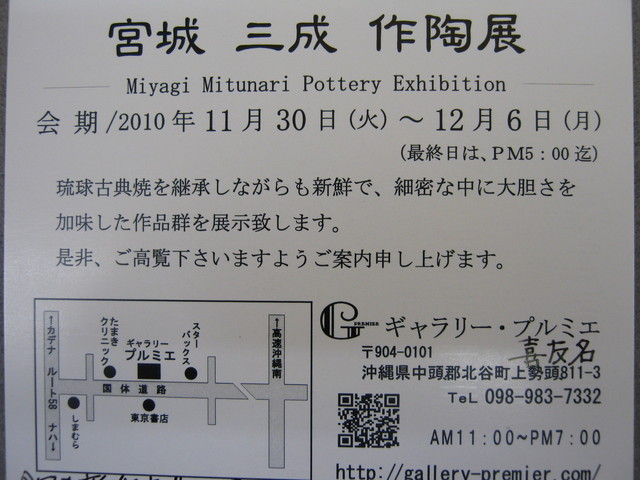 宮城 三成 作陶展
Miyagi Mitunari Pottery Exhibition
会 期/2010年11月30日(火)〜12月6日(月)
(最終日は、PM5:00迄)
琉球古典焼を継承しながらも新鮮で、細密な中に大胆さを
加味した作品群を展示致します。
是非、ご高覧下さいますようご案内申し上げます。
↑カデナ ルート58 ナハ↓
たまき
クリニック
ギャラリー
プルミエ
スター
バックス
↑高速沖縄南
国体道路
しまむら
東京書店
G PREMIER
ギャラリー・プルミエ
喜友名
〒904-0101
沖縄県中頭郡北谷町上勢頭811-3
TEL 098-983-7332
AM11:00~PM7:00
http://gallery-premier.com/